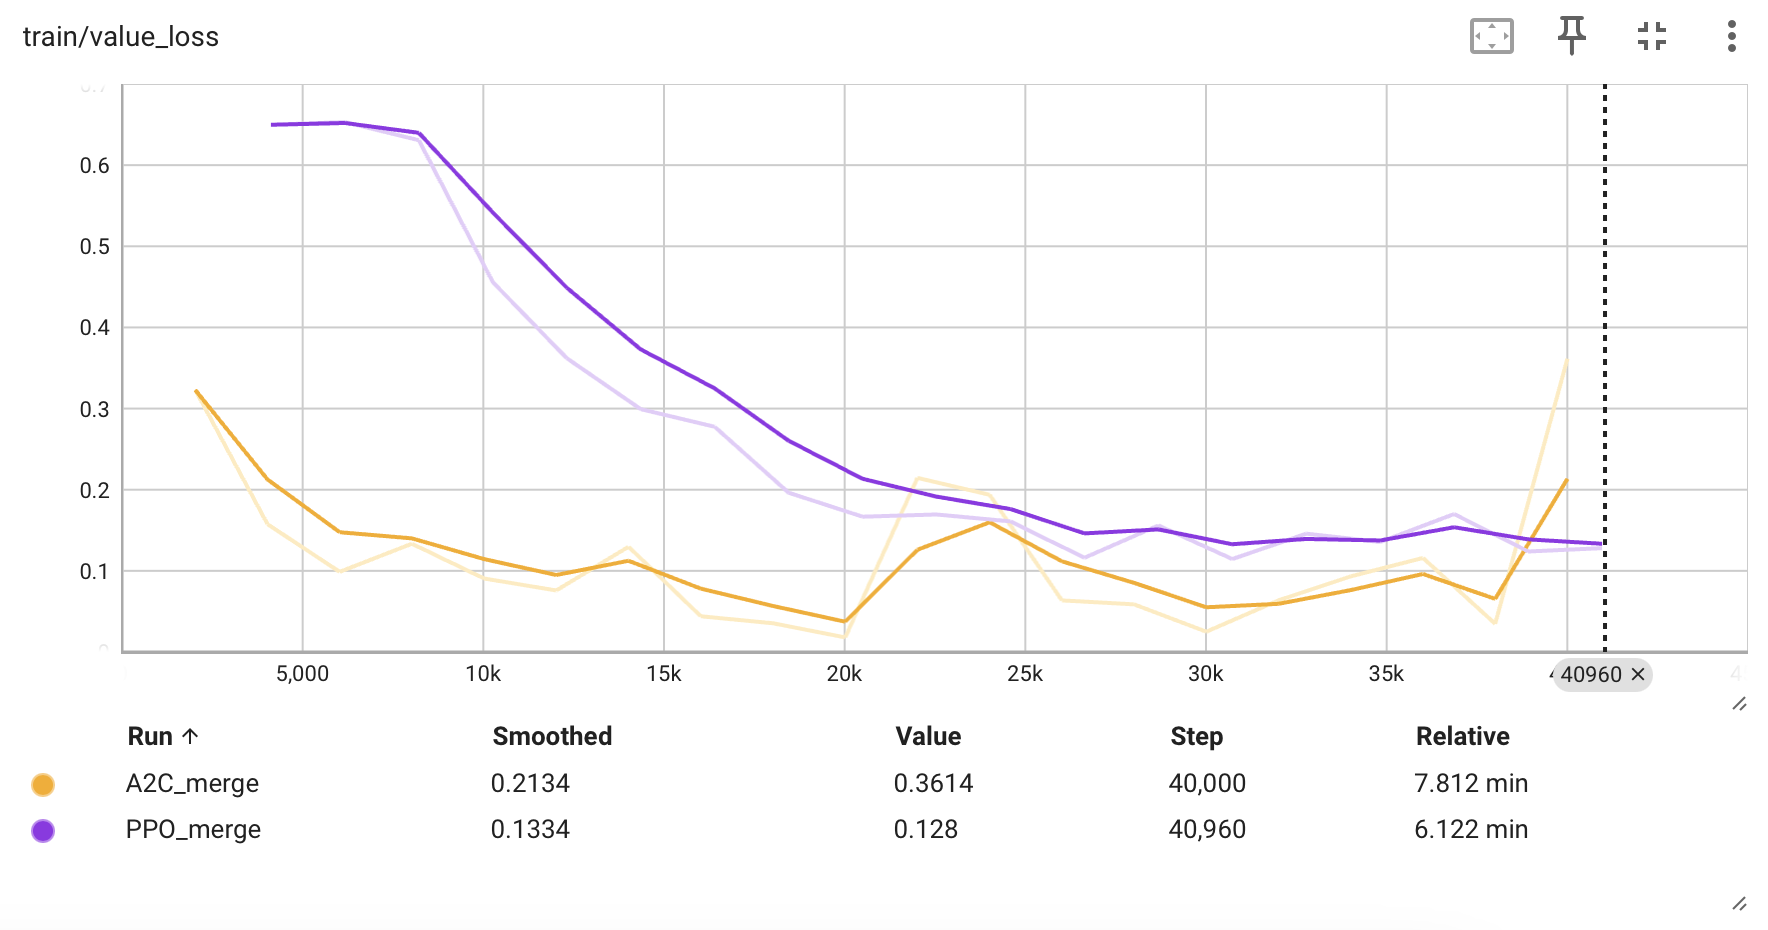 train/value_loss
0.6
0.5
0.4
0.3
0.2
0.1
5,000 10k 15k 20k 25k 30k 35k 40960 ×
Run ↑ Smoothed Value Step Relative
A2C_merge 0.2134 0.3614 40,000 7.812 min
PPO_merge 0.1334 0.128 40,960 6.122 min